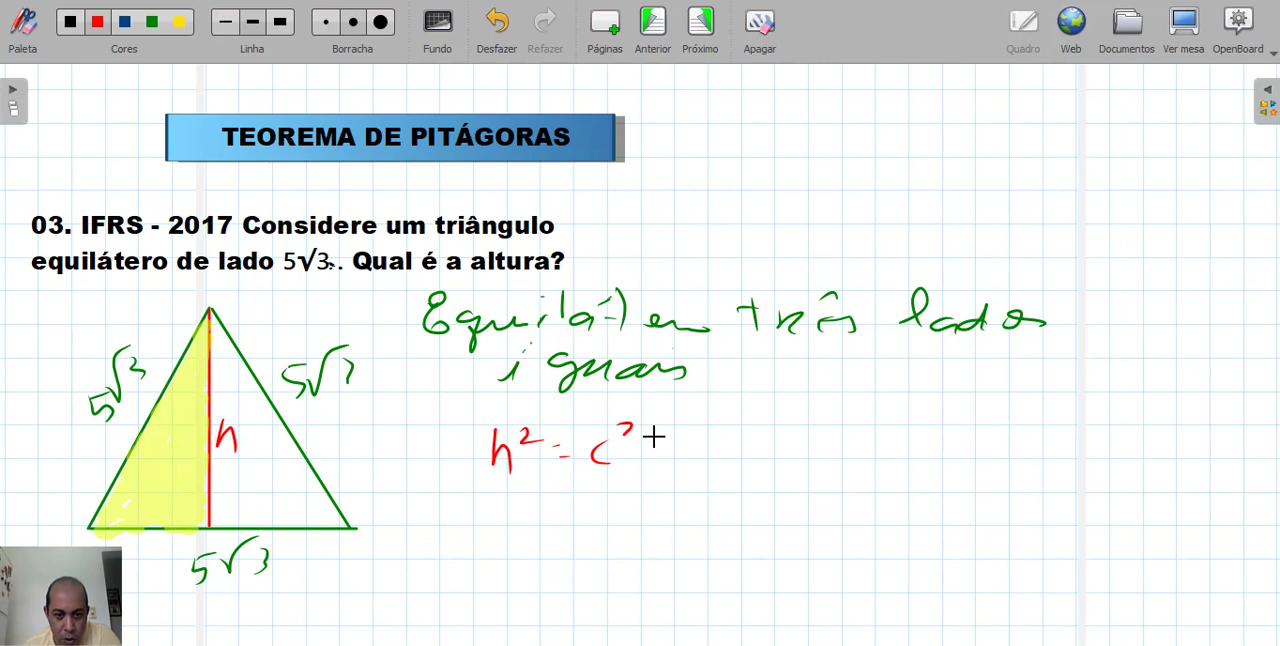 Paleta Cores Linha Borracha Fundo Desfazer Refazer Páginas Anterior Próximo Apagar Quadro Web Documentos Ver mesa OpenBoard
TEOREMA DE PITÁGORAS
03. IFRS - 2017 Considere um triângulo
equilátero de lado 5√3.. Qual é a altura?
três lados
iguais
5√3
5√3
h
h² = c²
5√3